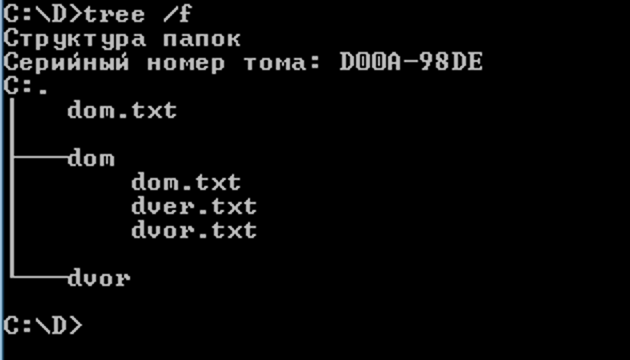 C:\D>tree /f
Структура папок
Серийный номер тома: D00A-98DE
C:.
dom.txt
dom
dom.txt
dver.txt
dvor.txt
dvor
C:\D>